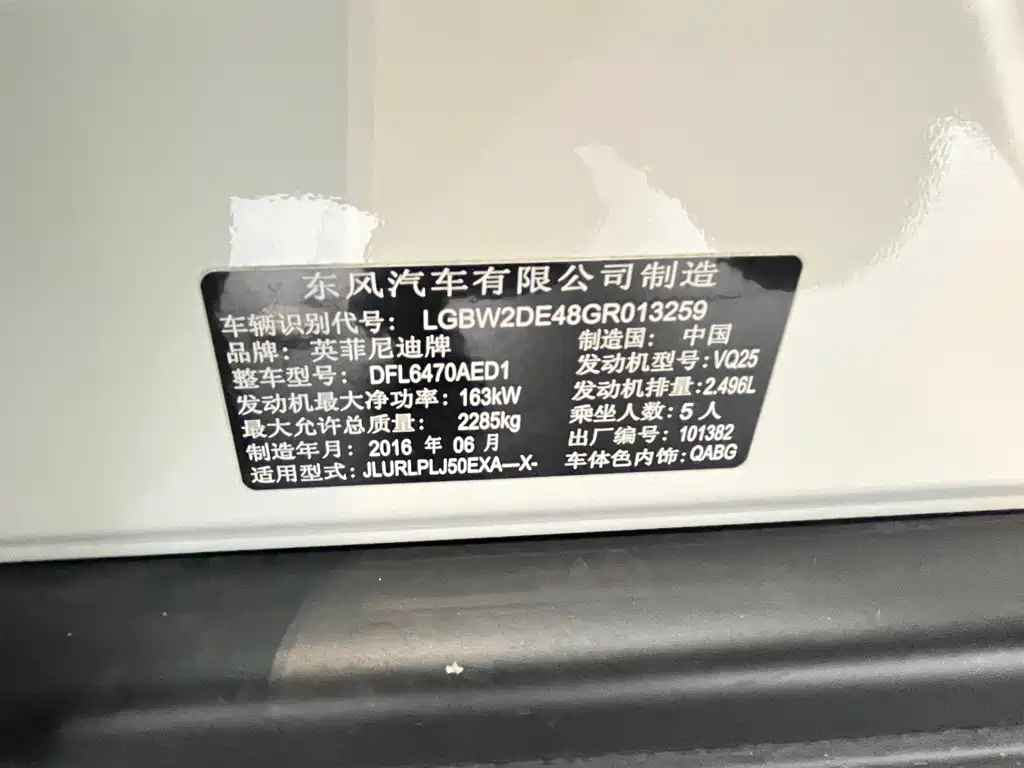 东风汽车有限公司制造
车辆识别代号: LGBW2DE48GR013259
品牌: 英菲尼迪牌 制造国: 中国
整车型号: DFL6470AED1 发动机型号: VQ25
发动机最大净功率: 163kW 发动机排量: 2.496L
最大允许总质量: 2285kg 乘坐人数: 5 人
制造年月: 2016 年 06 月 出厂编号: 101382
适用型式: JLURLPLJ50EXA—X- 车体色内饰: QABG